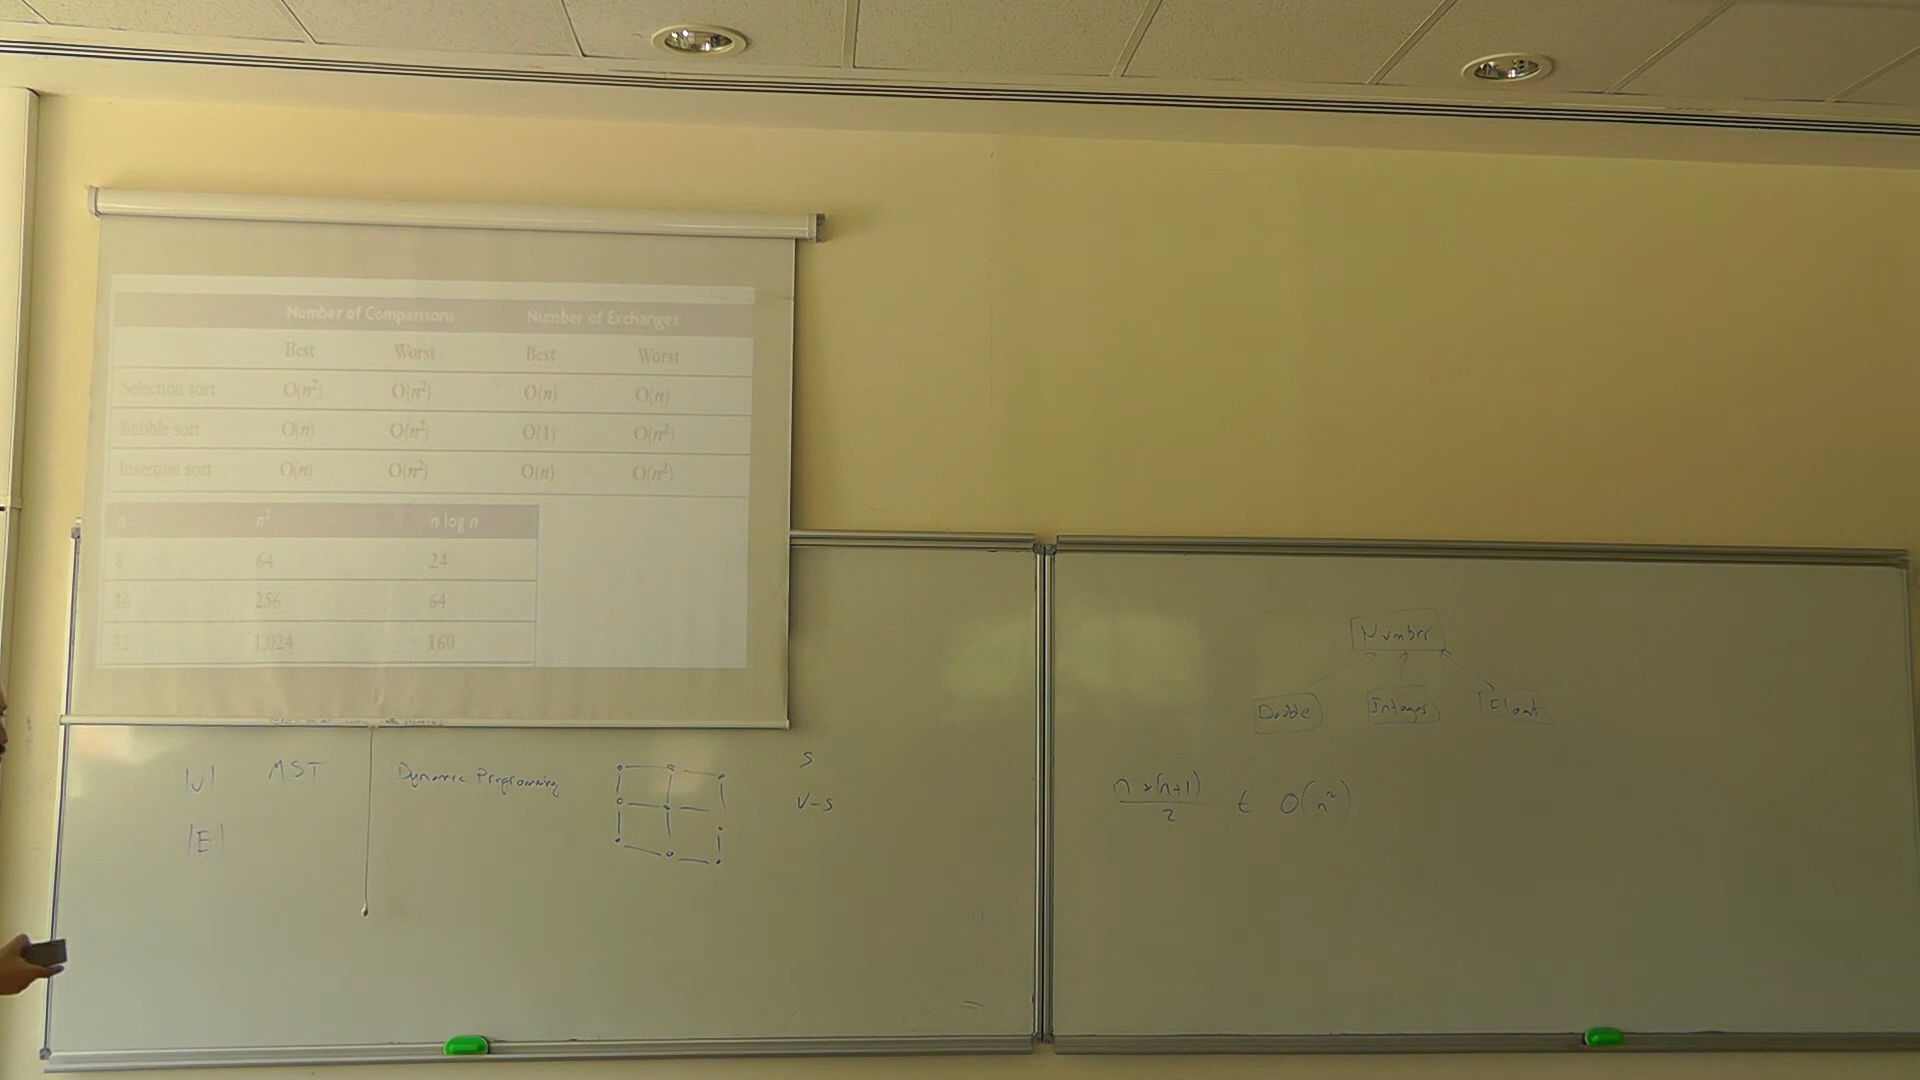 Number of Comparisons Number of Exchanges
Best Worst Best Worst
Selection sort O(n²) O(n²) O(n) O(n)
Bubble sort O(n) O(n²) O(1) O(n²)
Insertion sort O(n) O(n²) O(n) O(n²)
n n² n log n
8 64 24
16 256 64
32 1,024 160
|V| MST
|E|
Dynamic Programming
S
V-S
Number
Double Integer Float
n*(n+1)/2 ∈ O(n²)